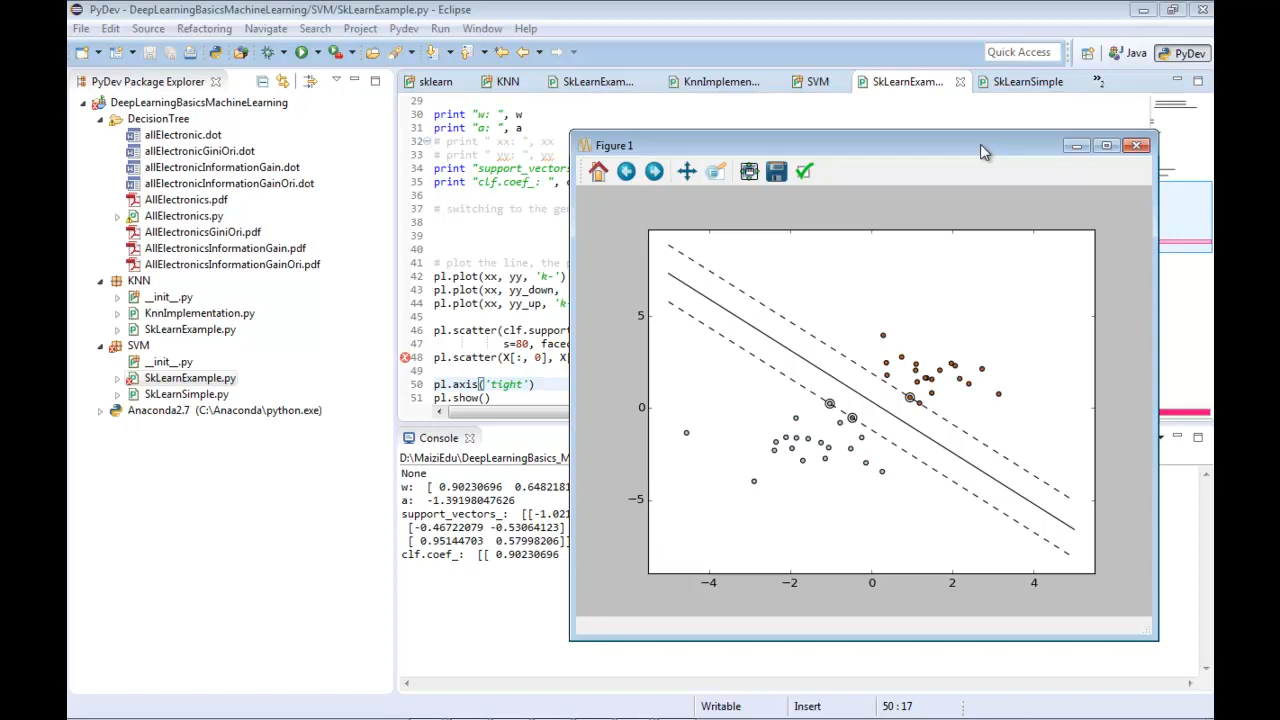 PyDev - DeepLearningBasicsMachineLearning/SVM/SkLearnExample.py - Eclipse
File Edit Source Refactoring Navigate Search Project Pydev Run Window Help
Quick Access Java PyDev
PyDev Package Explorer
sklearn KNN SkLearnExam... KnnImplemen... SVM SkLearnExam... SkLearnSimple »2
DeepLearningBasicsMachineLearning
DecisionTree
allElectronic.dot
allElectronicGiniOri.dot
allElectronicInformationGain.dot
allElectronicInformationGainOri.dot
AllElectronics.pdf
AllElectronics.py
AllElectronicsGiniOri.pdf
AllElectronicsInformationGain.pdf
AllElectronicsInformationGainOri.pdf
KNN
__init__.py
KnnImplementation.py
SkLearnExample.py
SVM
__init__.py
SkLearnExample.py
SkLearnSimple.py
Anaconda2.7 (C:\Anaconda\python.exe)
29
30 print "w: ", w
31 print "a: ", a
32 # print " xx: ", xx
33 # print " yy: ", yy
34 print "support_vectors
35 print "clf.coef_: ",
36
37 # switching to the ge
38
39
40
41 # plot the line, the p
42 pl.plot(xx, yy, 'k-')
43 pl.plot(xx, yy_down,
44 pl.plot(xx, yy_up, 'k
45
46 pl.scatter(clf.suppor
47 s=80, face
48 pl.scatter(X[:, 0], X
49
50 pl.axis('tight')
51 pl.show()
Figure 1
5
0
−5
−4 −2 0 2 4
Console
D:\MaiziEdu\DeepLearningBasics_M
None
w: [ 0.90230696 0.6482181
a: -1.39198047626
support_vectors_: [[-1.021
[-0.46722079 -0.53064123]
[ 0.95144703 0.57998206]]
clf.coef_: [[ 0.90230696
Writable Insert 50 : 17